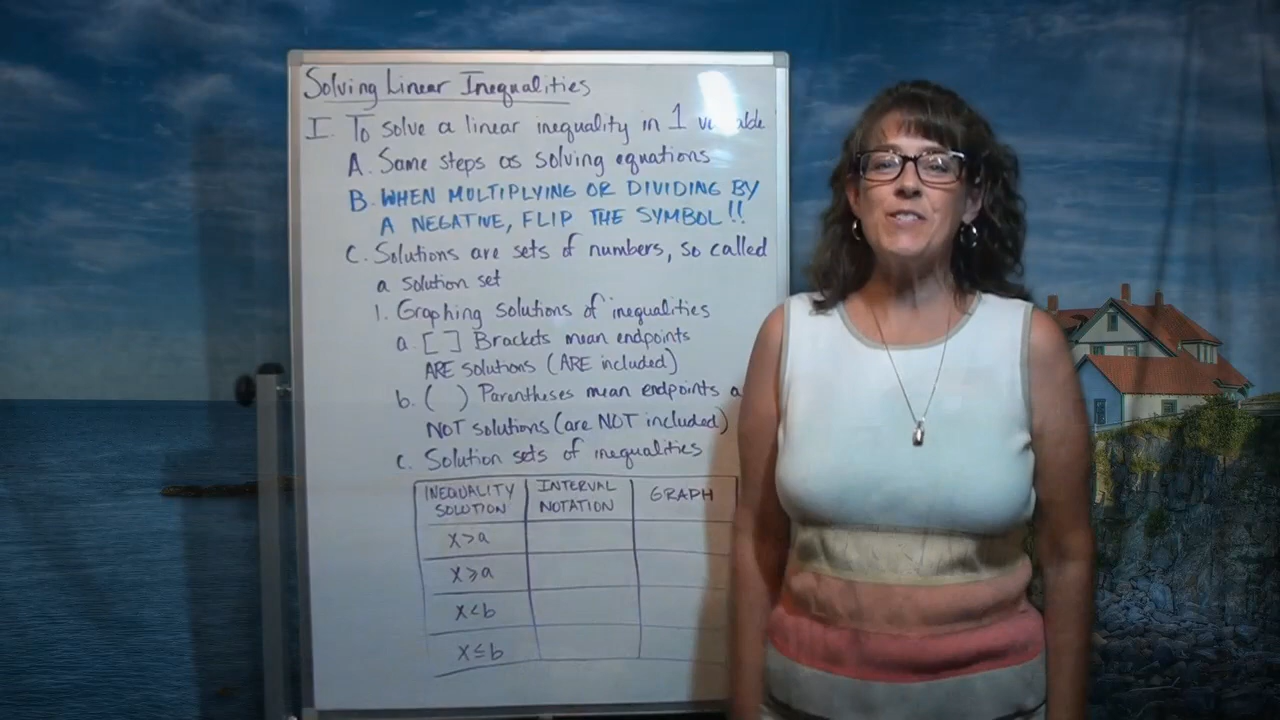 Solving Linear Inequalities
I. To solve a linear inequality in 1
A. Same steps as solving equations
B. WHEN MULTIPLYING OR DIVIDING BY
A NEGATIVE, FLIP THE SYMBOL!!
C. Solutions are sets of numbers, so called
a solution set
1. Graphing solutions of inequalities
a. [ ] Brackets mean endpoints
ARE solutions (ARE included)
b. ( ) Parentheses mean endpoints
NOT solutions (are NOT included)
c. Solution sets of inequalities
INEQUALITY SOLUTION INTERVAL NOTATION GRAPH
x>a
x⩾a
x<b
x≤b